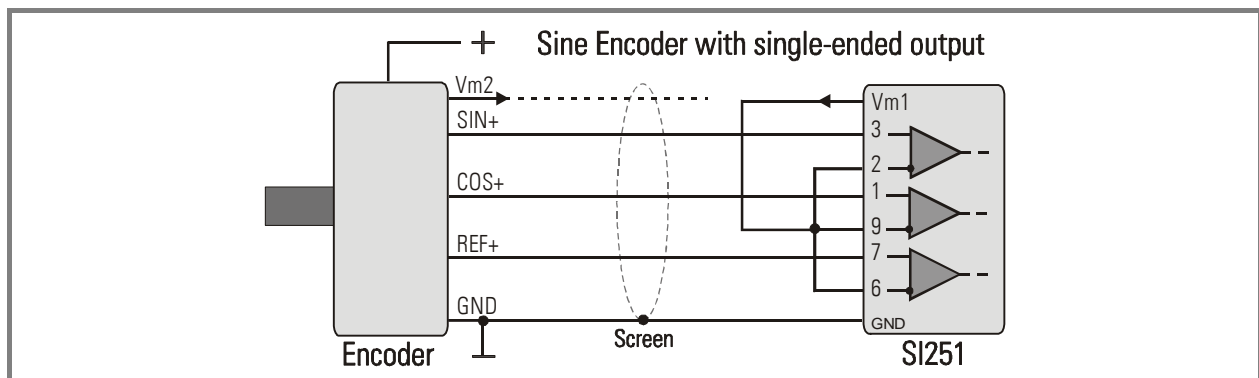 + Sine Encoder with single-ended output
Vm2
Vm1
SIN+
3
2
COS+
1
9
REF+
7
6
GND
GND
Screen
Encoder
SI251